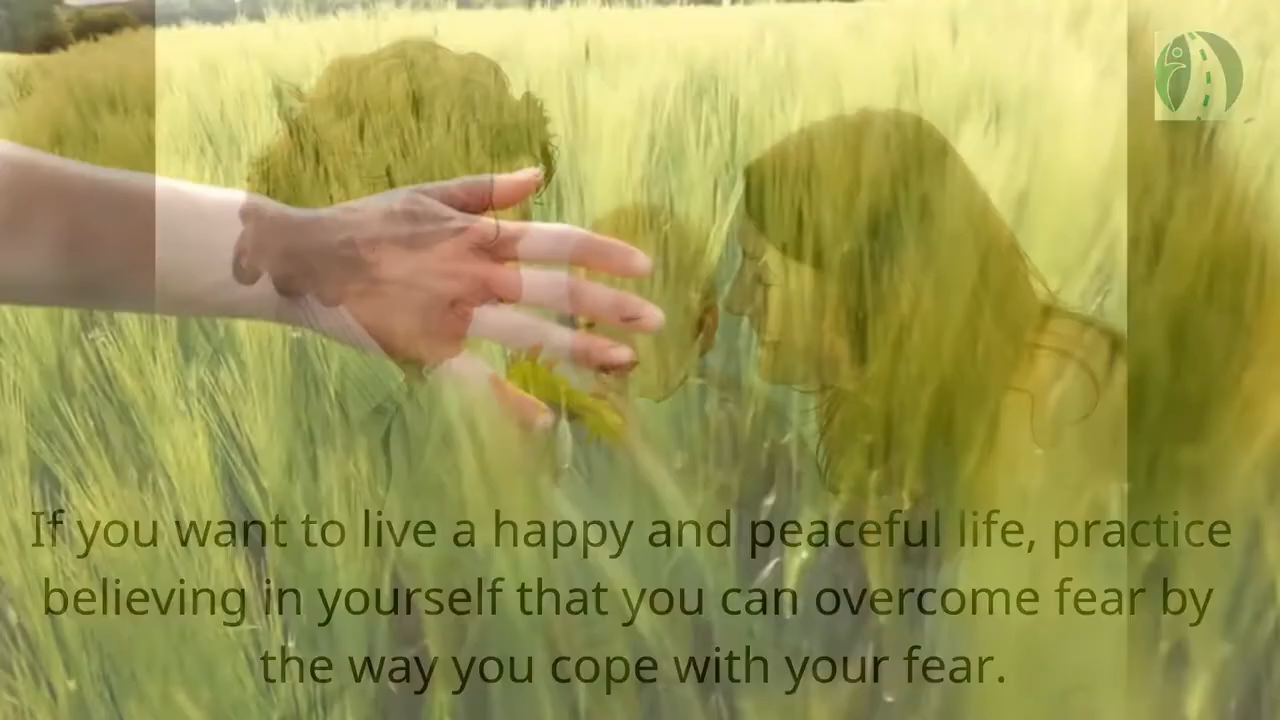 If you want to live a happy and peaceful life, practice
believing in yourself that you can overcome fear by
the way you cope with your fear.